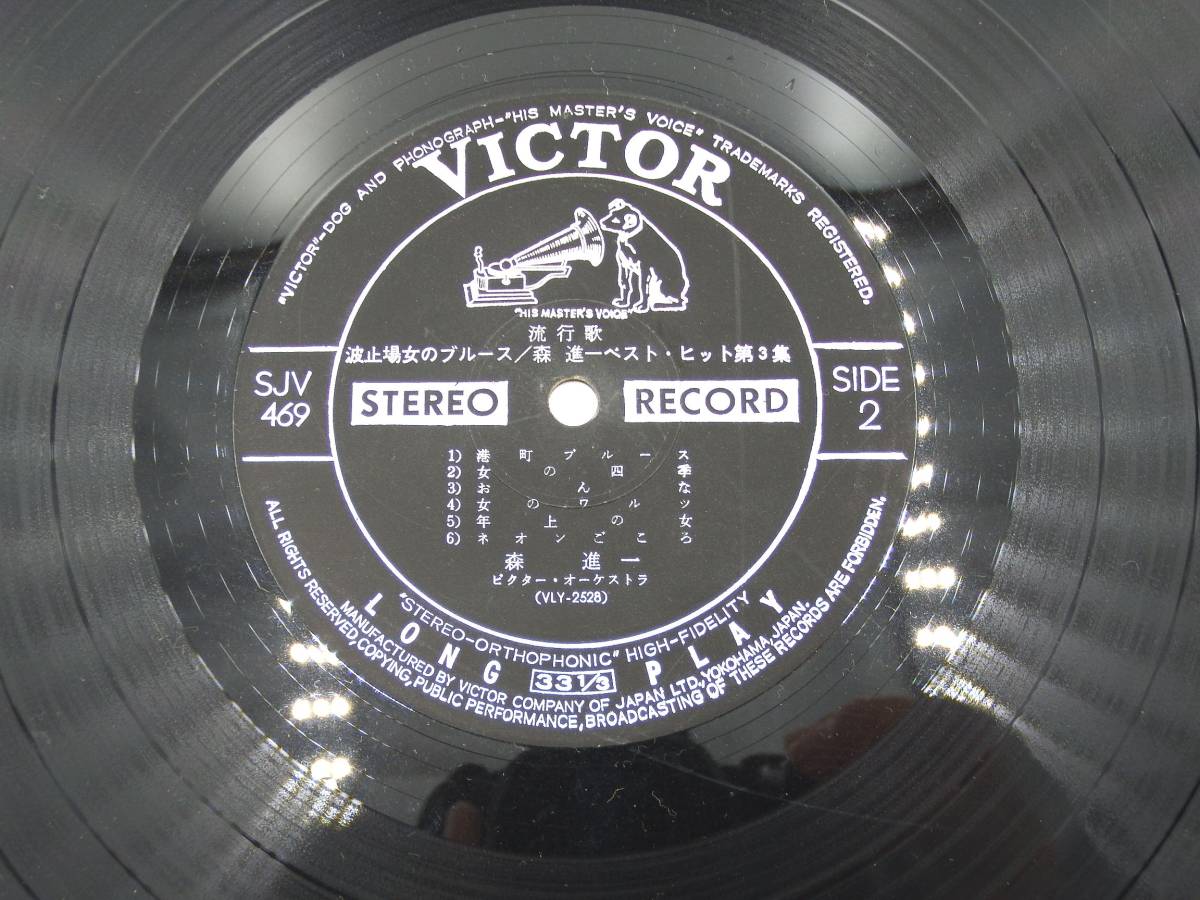 "VICTOR"-DOG AND PHONOGRAPH-"HIS MASTER'S VOICE" TRADEMARKS REGISTERED.
VICTOR
"HIS MASTER'S VOICE"
流行歌
波止場女のブルース/森 進一ベスト・ヒット第3集
SJV 469
STEREO RECORD
SIDE 2
1) 港町ブルース
2) 女の四季
3) おんな
4) 女のワルツ
5) 年上の女
6) ネオンごころ
森 進一
ビクター・オーケストラ
(VLY-2528)
"STEREO-ORTHOPHONIC" HIGH-FIDELITY
LONG 33 1/3 PLAY
MANUFACTURED BY VICTOR COMPANY OF JAPAN LTD., YOKOHAMA, JAPAN.
ALL RIGHTS RESERVED, COPYING, PUBLIC PERFORMANCE, BROADCASTING OF THESE RECORDS ARE FORBIDDEN.